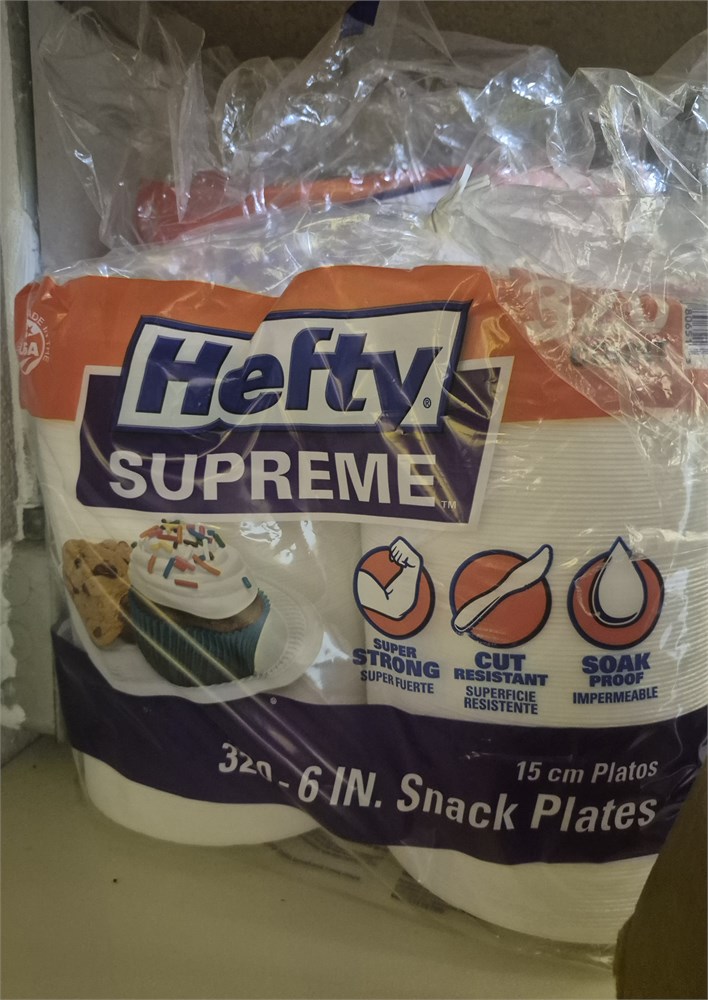 Hefty®
SUPREME™
SUPER
STRONG
SUPER FUERTE
CUT
RESISTANT
SUPERFICIE
RESISTENTE
SOAK
PROOF
IMPERMEABLE
15 cm Platos
320 - 6 IN. Snack Plates